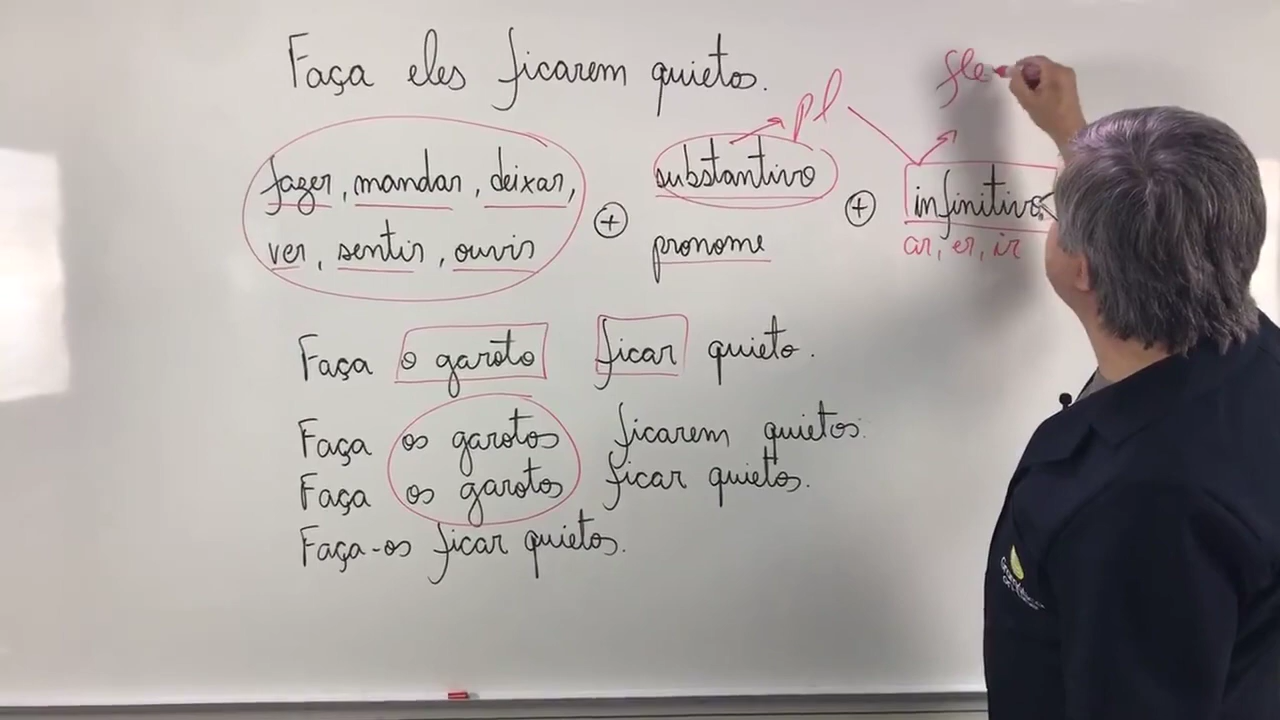 Faça eles ficarem quietos.
fle
pl
fazer, mandar, deixar,
ver, sentir, ouvir
+
substantivo
pronome
+
infinitivo
ar, er, ir
Faça o garoto ficar quieto.
Faça os garotos ficarem quietos.
Faça os garotos ficar quietos.
Faça-os ficar quietos.